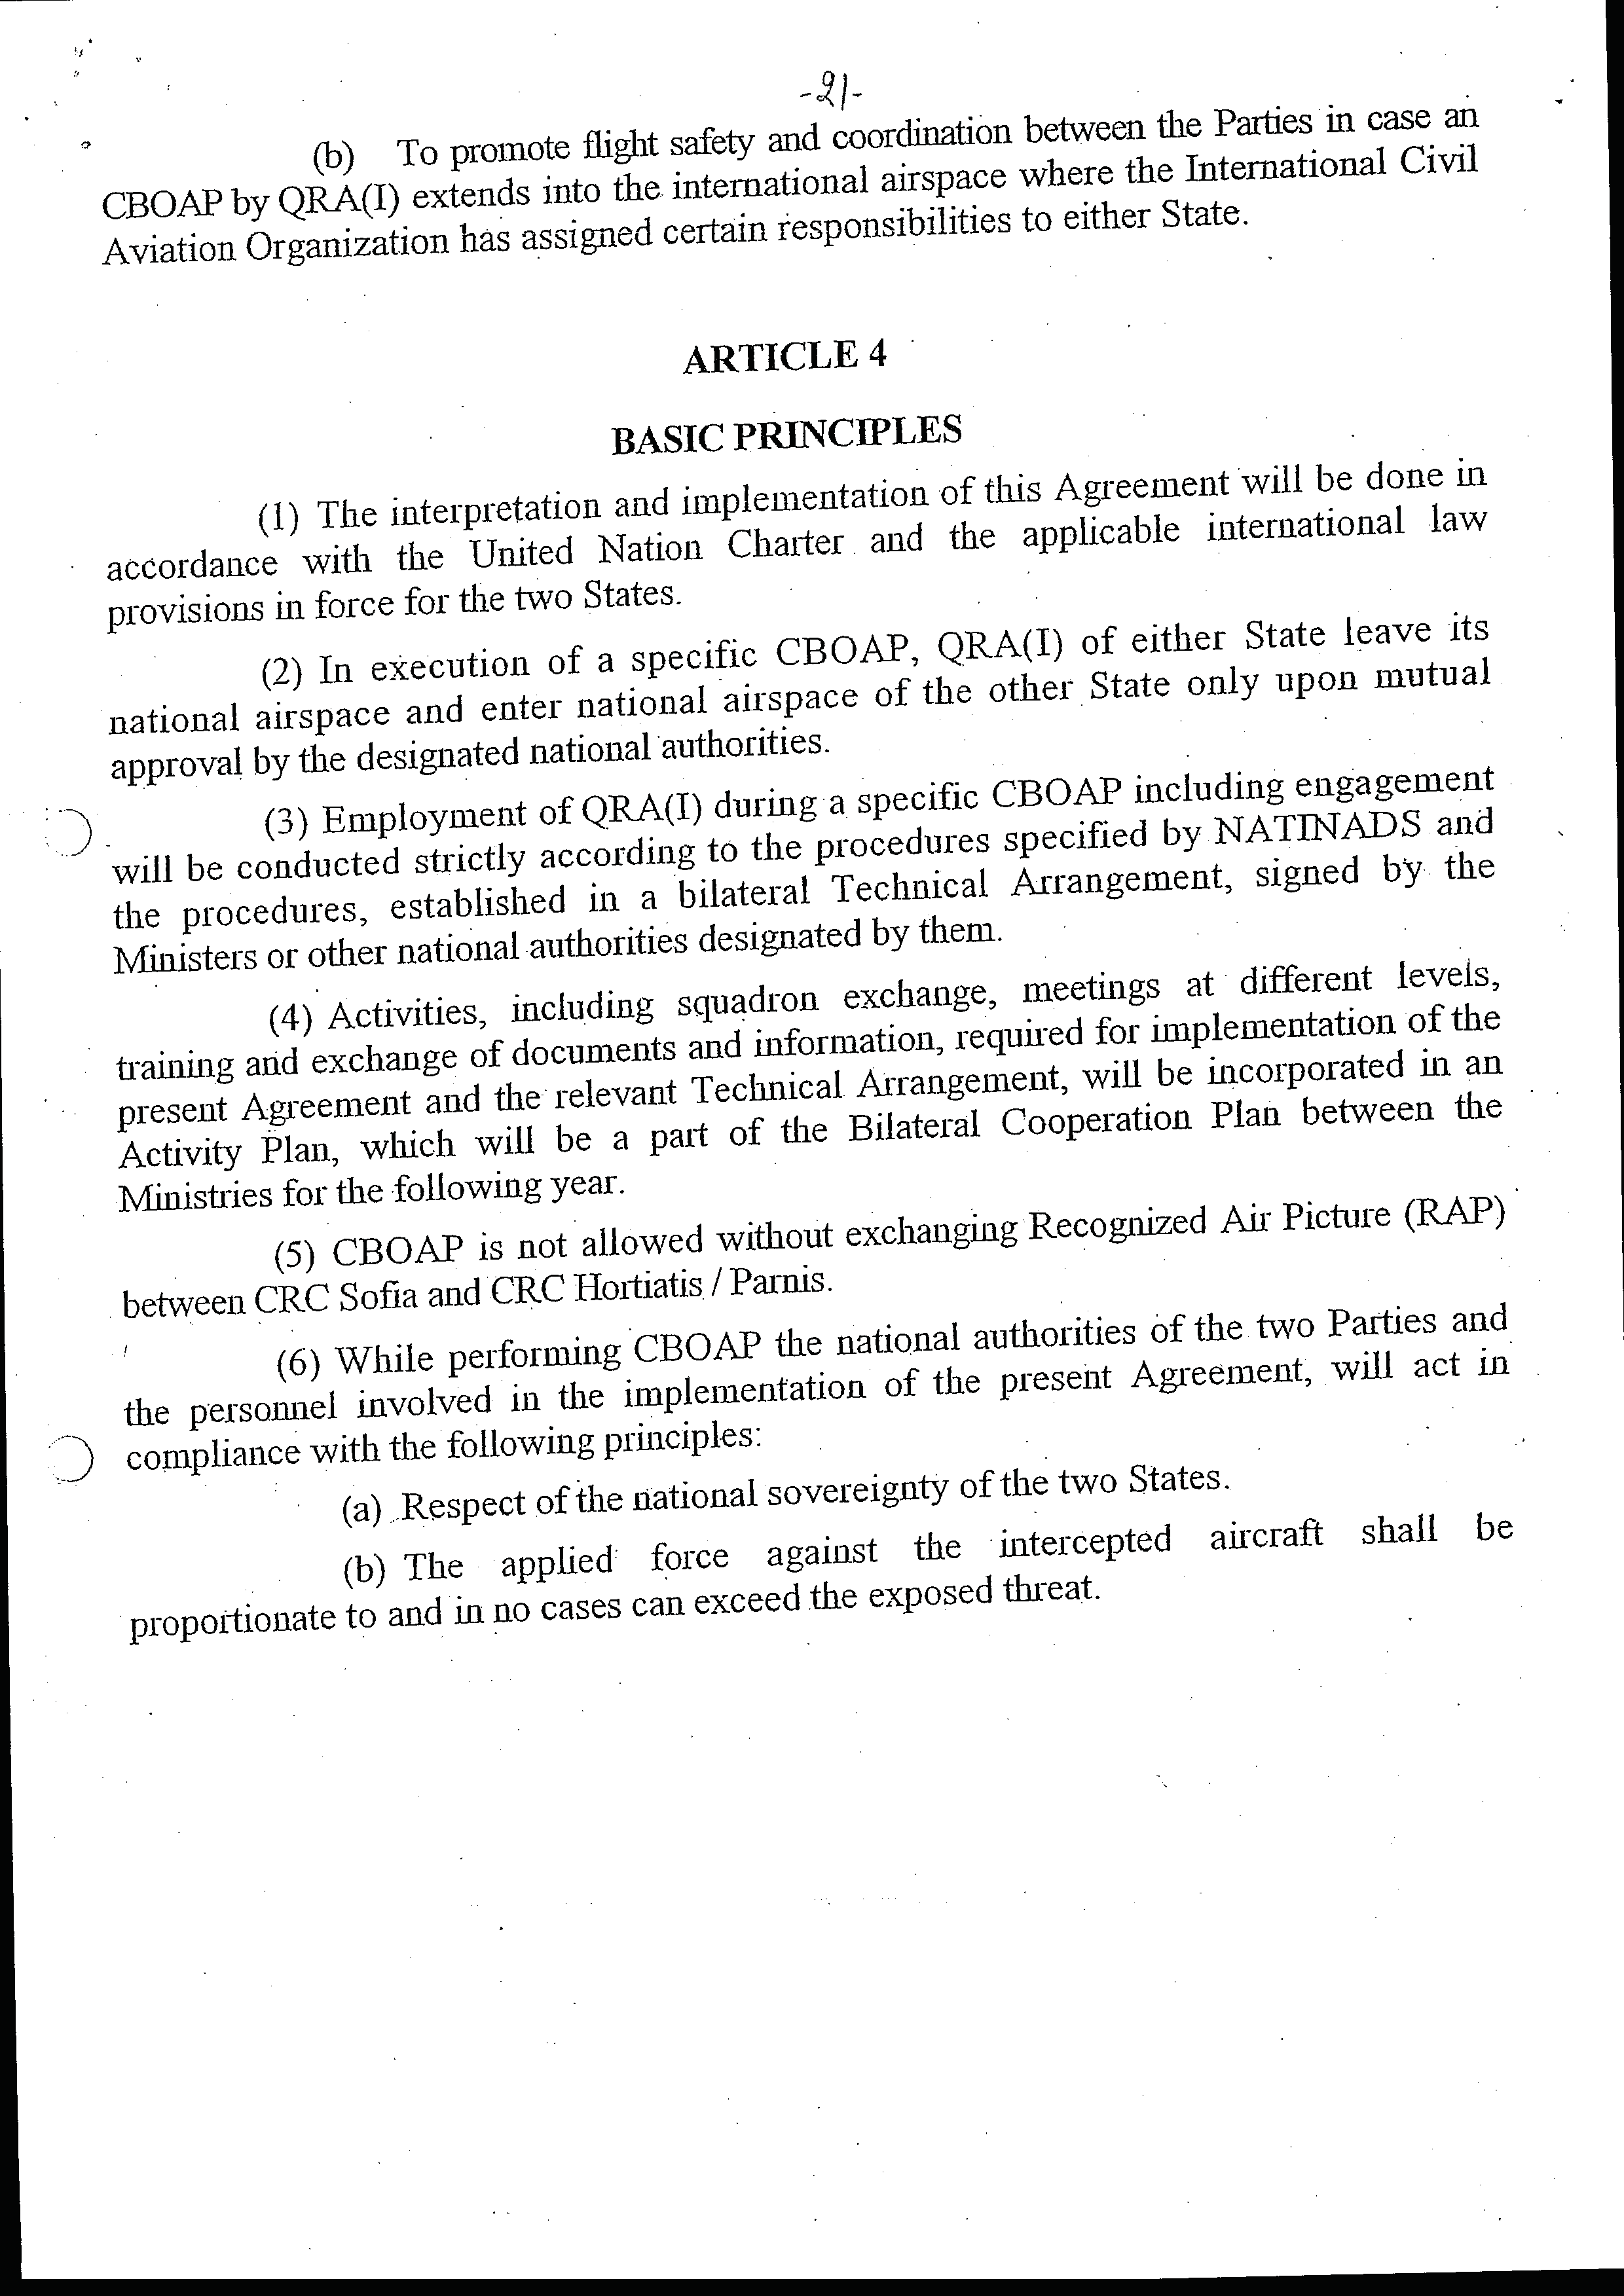 -21-
(b) To promote flight safety and coordination between the Parties in case an
CBOAP by QRA(I) extends into the international airspace where the International Civil
Aviation Organization has assigned certain responsibilities to either State.
ARTICLE 4
BASIC PRINCIPLES
(1) The interpretation and implementation of this Agreement will be done in
accordance with the United Nation Charter and the applicable international law
provisions in force for the two States.
(2) In execution of a specific CBOAP, QRA(I) of either State leave its
national airspace and enter national airspace of the other State only upon mutual
approval by the designated national authorities.
(3) Employment of QRA(I) during a specific CBOAP including engagement
will be conducted strictly according to the procedures specified by NATINADS and
the procedures, established in a bilateral Technical Arrangement, signed by the
Ministers or other national authorities designated by them.
(4) Activities, including squadron exchange, meetings at different levels,
training and exchange of documents and information, required for implementation of the
present Agreement and the relevant Technical Arrangement, will be incorporated in an
Activity Plan, which will be a part of the Bilateral Cooperation Plan between the
Ministries for the following year.
(5) CBOAP is not allowed without exchanging Recognized Air Picture (RAP)
between CRC Sofia and CRC Hortiatis / Parnis.
(6) While performing CBOAP the national authorities of the two Parties and
the personnel involved in the implementation of the present Agreement, will act in
compliance with the following principles:
(a) Respect of the national sovereignty of the two States.
(b) The applied force against the intercepted aircraft shall be
proportionate to and in no cases can exceed the exposed threat.